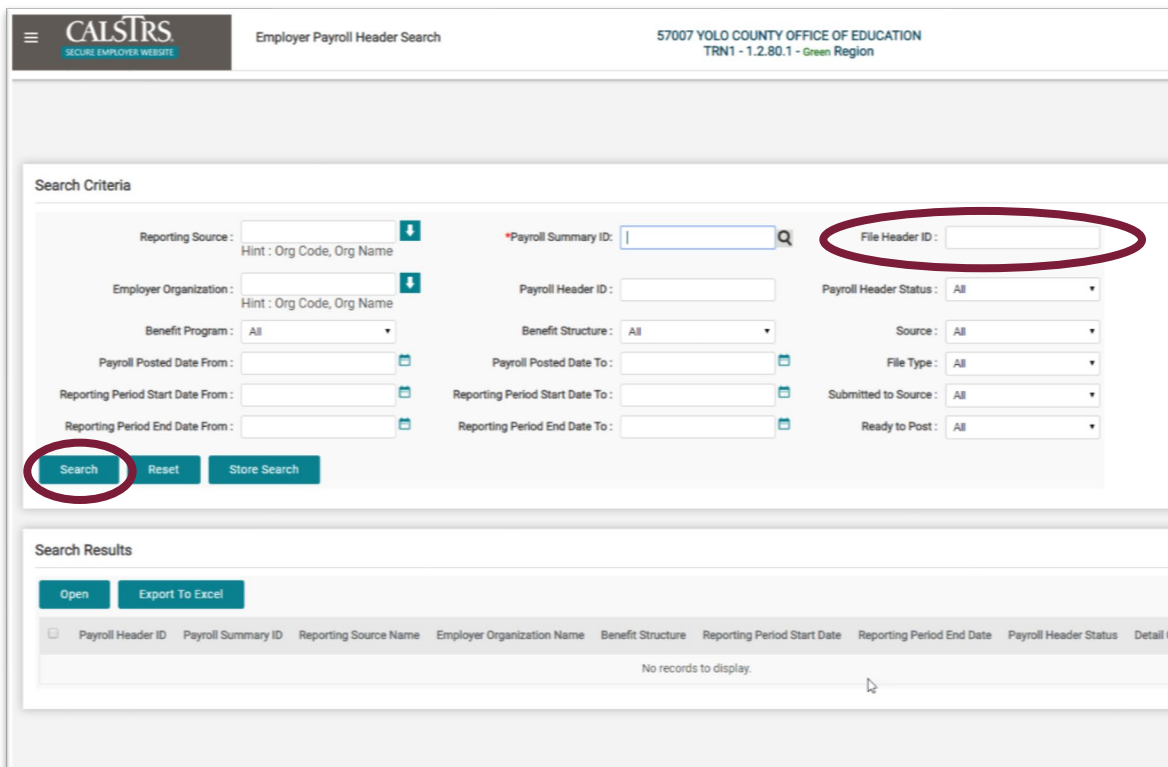 CALSTRS
SECURE EMPLOYER WEBSITE
Employer Payroll Header Search
57007 YOLO COUNTY OFFICE OF EDUCATION
TRN1 - 1.2.80.1 - Green Region
Search Criteria
Reporting Source :
*Payroll Summary ID:
File Header ID :
Hint : Org Code, Org Name
Employer Organization :
Payroll Header ID :
Payroll Header Status : All
Hint : Org Code, Org Name
Benefit Program : All
Benefit Structure : All
Source : All
Payroll Posted Date From :
Payroll Posted Date To :
File Type : All
Reporting Period Start Date From :
Reporting Period Start Date To :
Submitted to Source : All
Reporting Period End Date From :
Reporting Period End Date To :
Ready to Post : All
Search Reset Store Search
Search Results
Open Export To Excel
Payroll Header ID Payroll Summary ID Reporting Source Name Employer Organization Name Benefit Structure Reporting Period Start Date Reporting Period End Date Payroll Header Status Detail
No records to display.